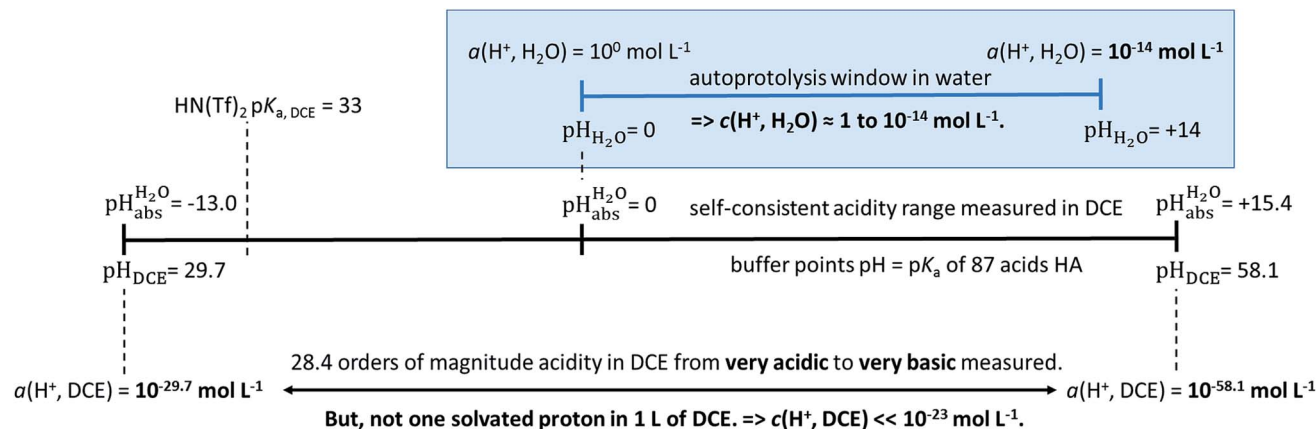 a(H⁺, H₂O) = 10⁰ mol L⁻¹
a(H⁺, H₂O) = 10⁻¹⁴ mol L⁻¹
autoprotolysis window in water
HN(Tf)₂ pKₐ, DCE = 33
=> c(H⁺, H₂O) ≈ 1 to 10⁻¹⁴ mol L⁻¹.
pH_H₂O = 0
pH_H₂O = +14
pH_abs^H₂O = -13.0
pH_abs^H₂O = 0
self-consistent acidity range measured in DCE
pH_abs^H₂O = +15.4
pH_DCE = 29.7
buffer points pH = pKₐ of 87 acids HA
pH_DCE = 58.1
28.4 orders of magnitude acidity in DCE from very acidic to very basic measured.
a(H⁺, DCE) = 10⁻²⁹·⁷ mol L⁻¹
a(H⁺, DCE) = 10⁻⁵⁸·¹ mol L⁻¹
But, not one solvated proton in 1 L of DCE. => c(H⁺, DCE) << 10⁻²³ mol L⁻¹.